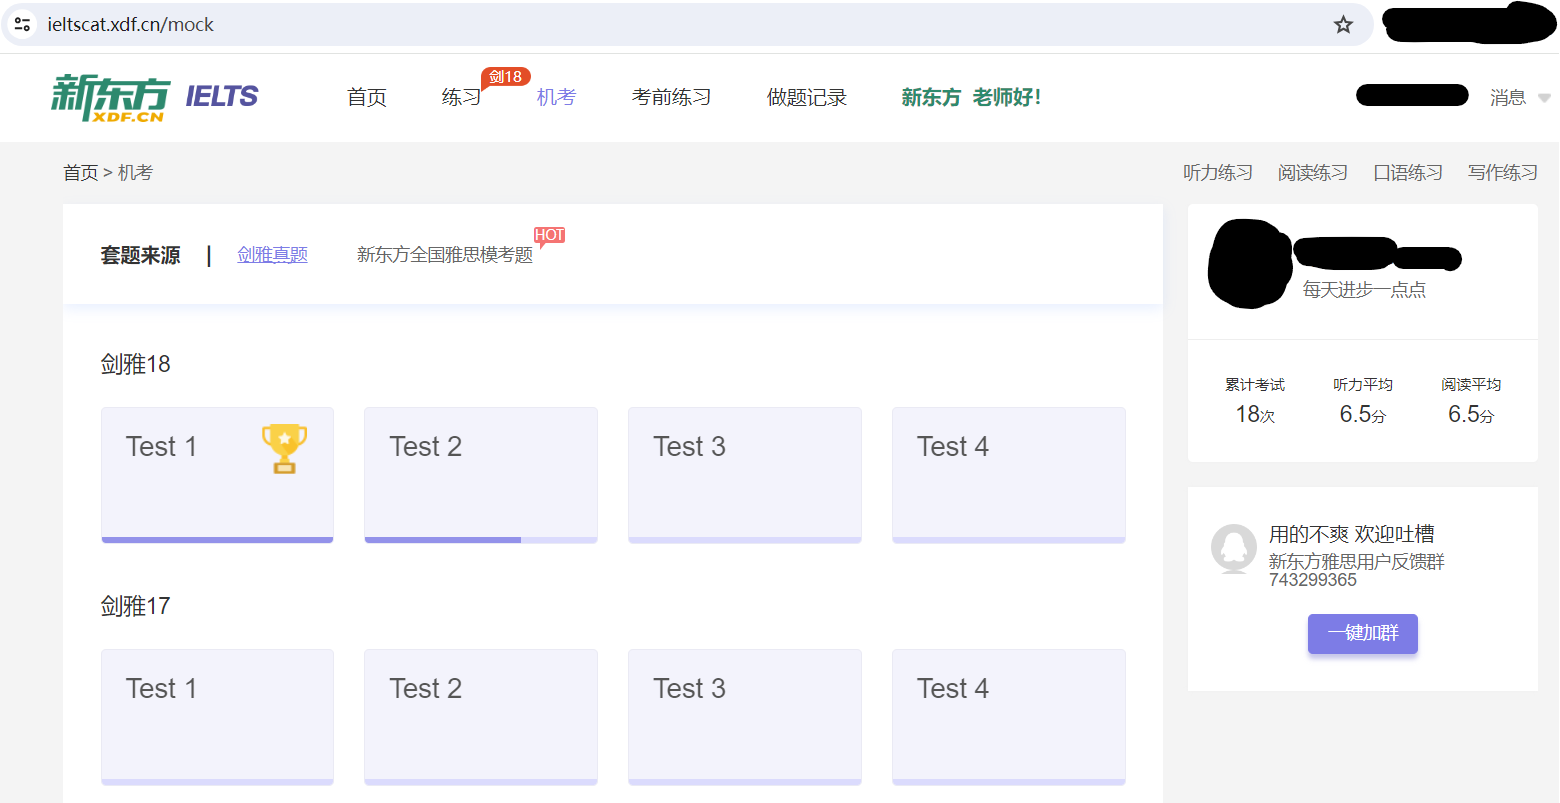 ieltscat.xdf.cn/mock
新东方 XDF.CN IELTS
首页 练习 剑18 机考 考前练习 做题记录 新东方 老师好! 消息
首页 > 机考 听力练习 阅读练习 口语练习 写作练习
套题来源 | 剑雅真题 新东方全国雅思模考题 HOT
每天进步一点点
剑雅18
累计考试 听力平均 阅读平均
18次 6.5分 6.5分
Test 1 Test 2 Test 3 Test 4
用的不爽 欢迎吐槽
新东方雅思用户反馈群
743299365
一键加群
剑雅17
Test 1 Test 2 Test 3 Test 4